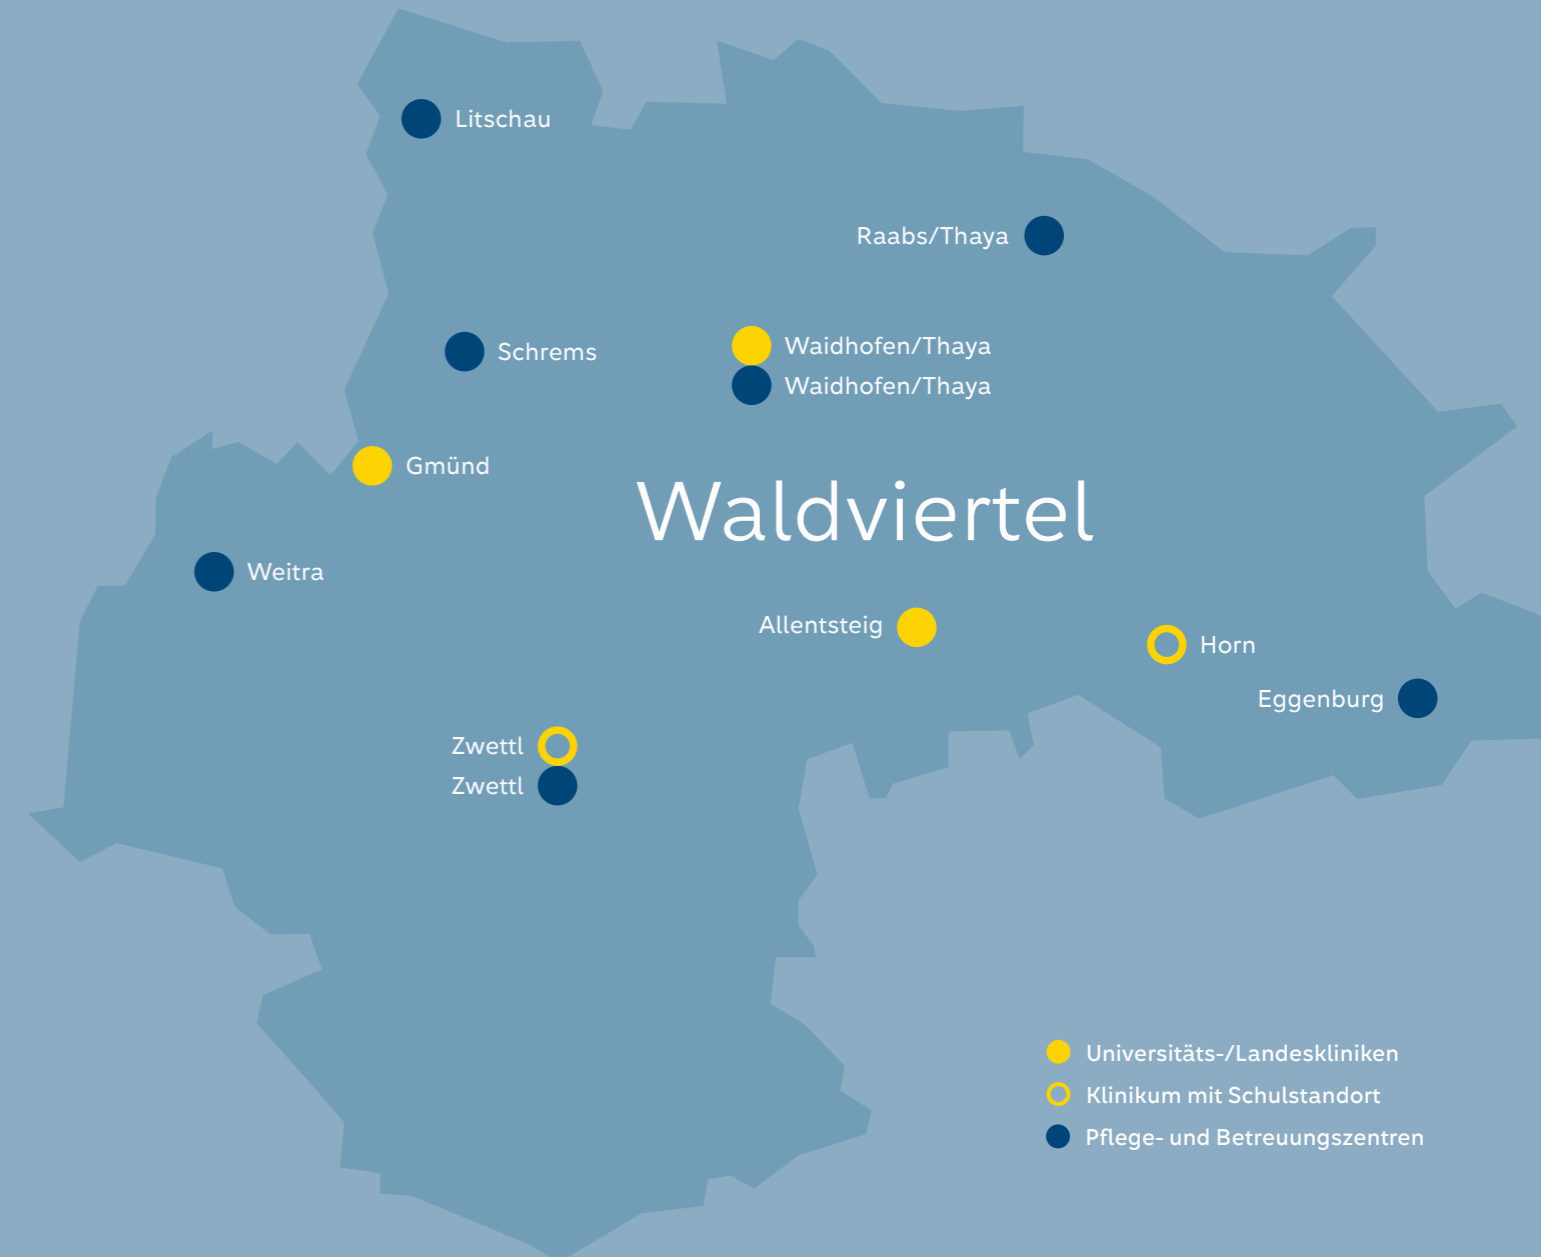 Litschau
Raabs/Thaya
Schrems
Waidhofen/Thaya
Waidhofen/Thaya
Gmünd
Waldviertel
Weitra
Allentsteig
Horn
Eggenburg
Zwettl
Zwettl
Universitäts-/Landeskliniken
Klinikum mit Schulstandort
Pflege- und Betreuungszentren